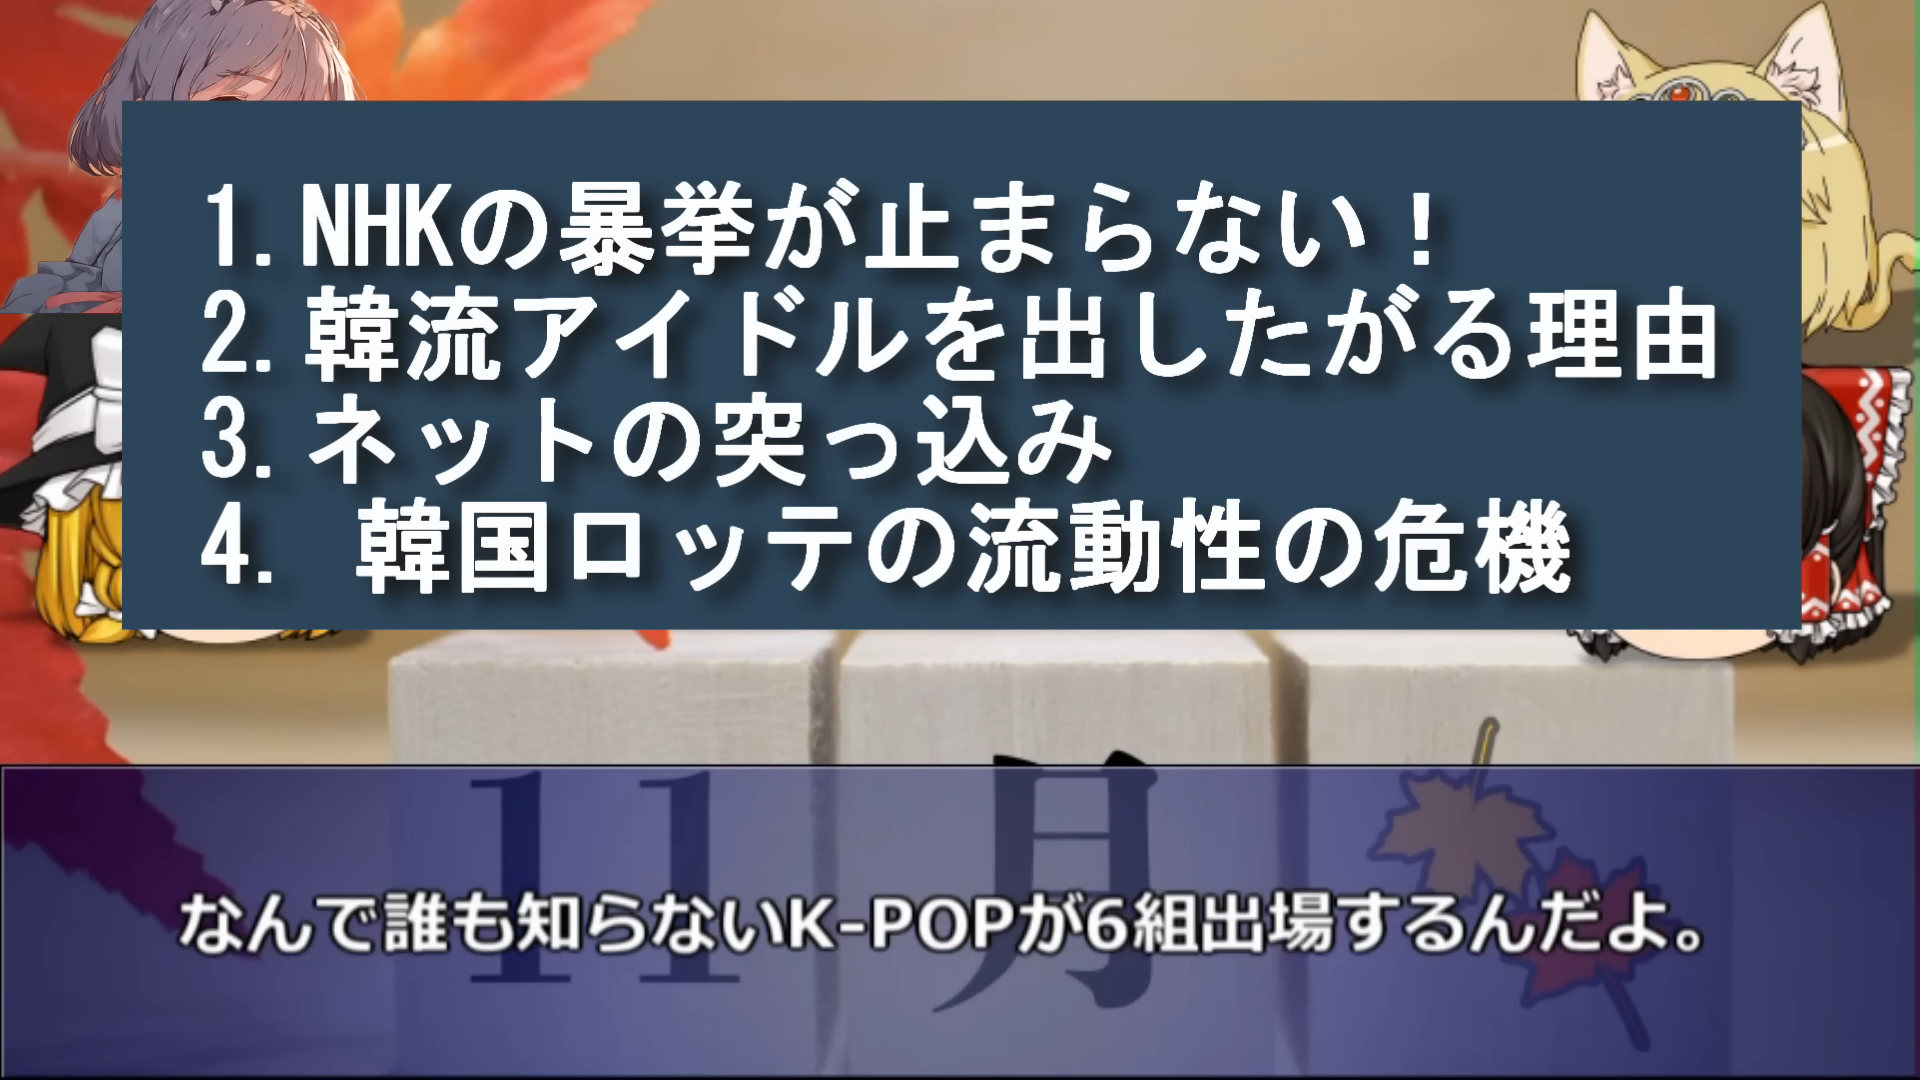 1.NHKの暴挙が止まらない！
2.韓流アイドルを出したがる理由
3.ネットの突っ込み
4. 韓国ロッテの流動性の危機
11月
なんで誰も知らないK-POPが6組出場するんだよ。